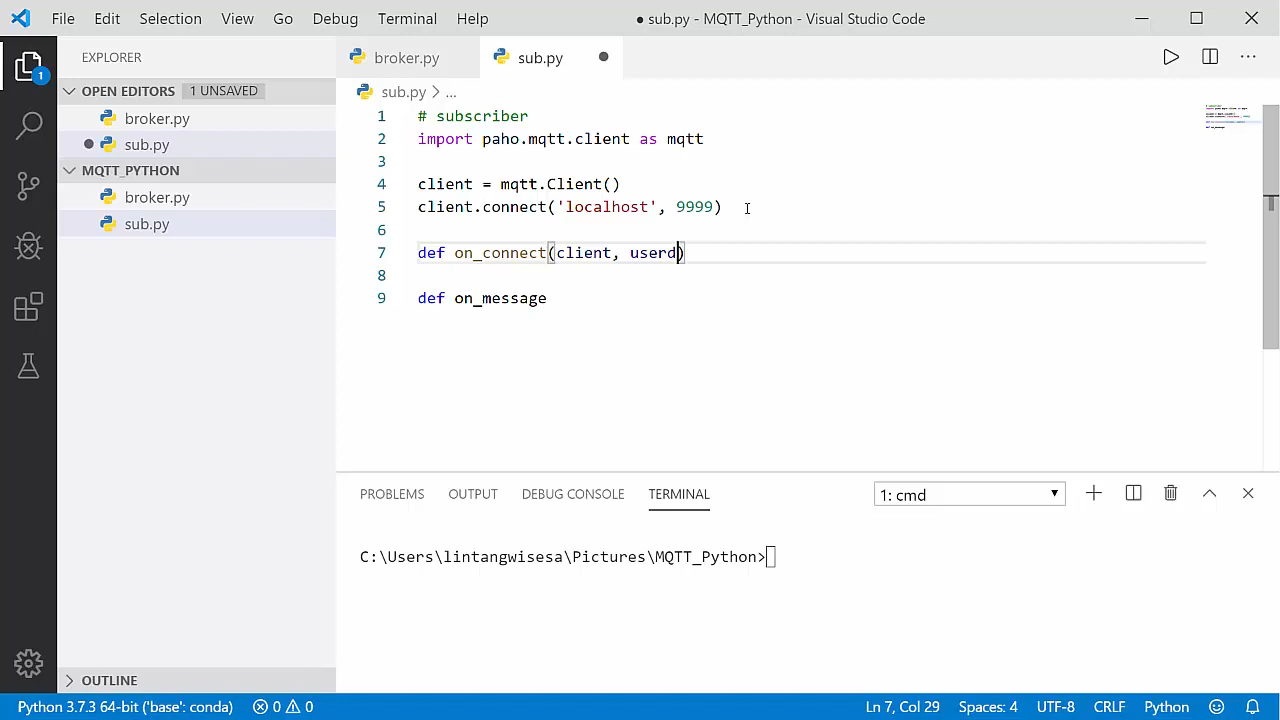 File Edit Selection View Go Debug Terminal Help
● sub.py - MQTT_Python - Visual Studio Code
EXPLORER
1
OPEN EDITORS 1 UNSAVED
broker.py
sub.py
MQTT_PYTHON
broker.py
sub.py
OUTLINE
broker.py sub.py
sub.py > ...
1 # subscriber
2 import paho.mqtt.client as mqtt
3
4 client = mqtt.Client()
5 client.connect('localhost', 9999)
6
7 def on_connect(client, userd)
8
9 def on_message
PROBLEMS OUTPUT DEBUG CONSOLE TERMINAL 1: cmd
C:\Users\lintangwisesa\Pictures\MQTT_Python>
Python 3.7.3 64-bit ('base': conda) 0 0 Ln 7, Col 29 Spaces: 4 UTF-8 CRLF Python